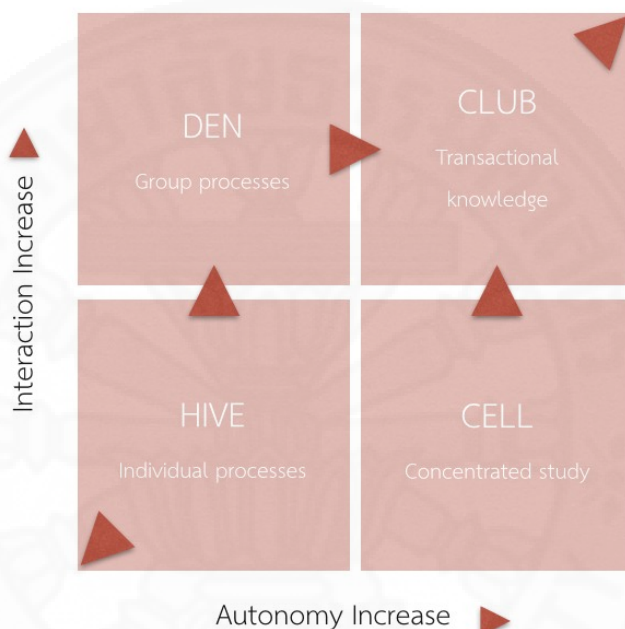 DEN
Group processes
CLUB
Transactional
knowledge
Interaction Increase
HIVE
Individual processes
CELL
Concentrated study
Autonomy Increase